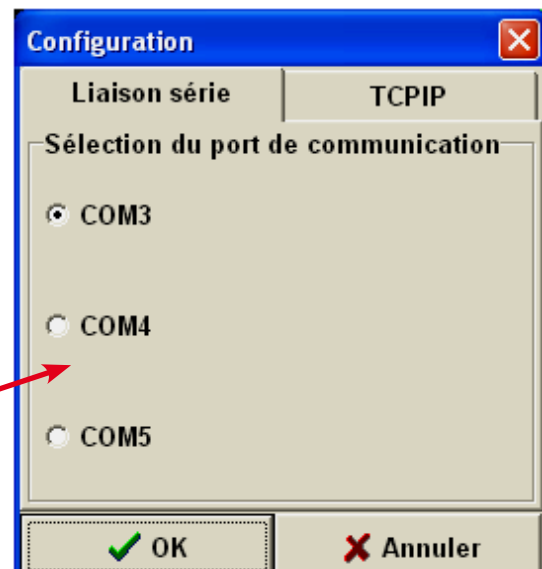 Configuration
Liaison série
TCPIP
Sélection du port de communication
COM3
COM4
COM5
OK
Annuler